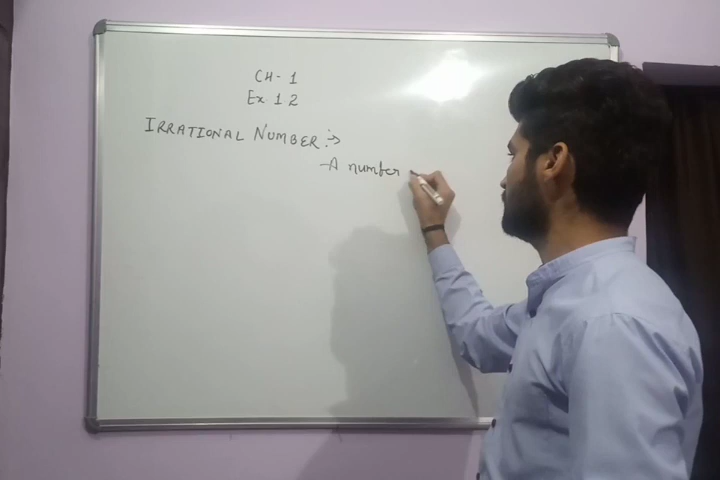 CH- 1
Ex 1 2
IRRATIONAL NUMBER :->
A number